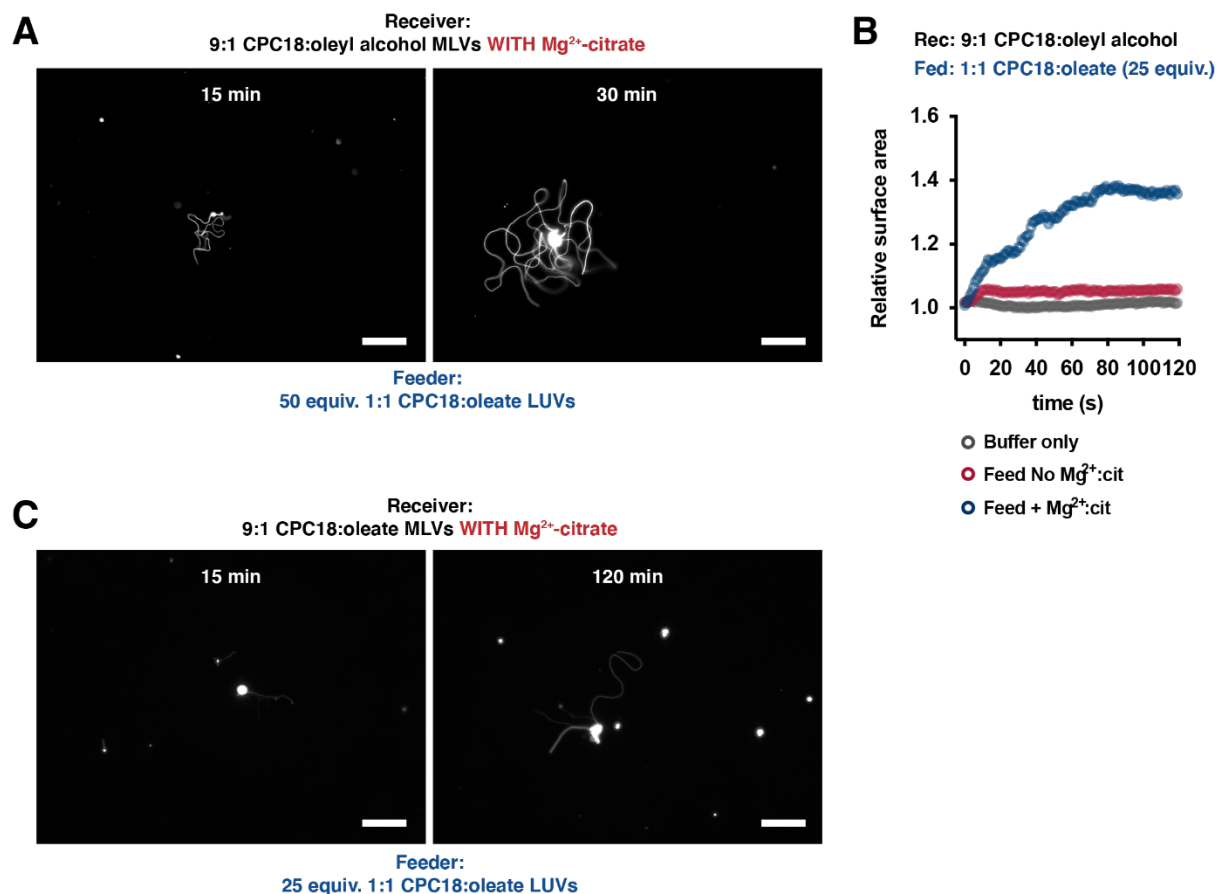 A
Receiver:
9:1 CPC18:oleyl alcohol MLVs WITH Mg²⁺-citrate
15 min
30 min
Feeder:
50 equiv. 1:1 CPC18:oleate LUVs
B
Rec: 9:1 CPC18:oleyl alcohol
Fed: 1:1 CPC18:oleate (25 equiv.)
Relative surface area
1.6
1.4
1.2
1.0
0 20 40 60 80 100 120
time (s)
Buffer only
Feed No Mg²⁺:cit
Feed + Mg²⁺:cit
C
Receiver:
9:1 CPC18:oleate MLVs WITH Mg²⁺-citrate
15 min
120 min
Feeder:
25 equiv. 1:1 CPC18:oleate LUVs